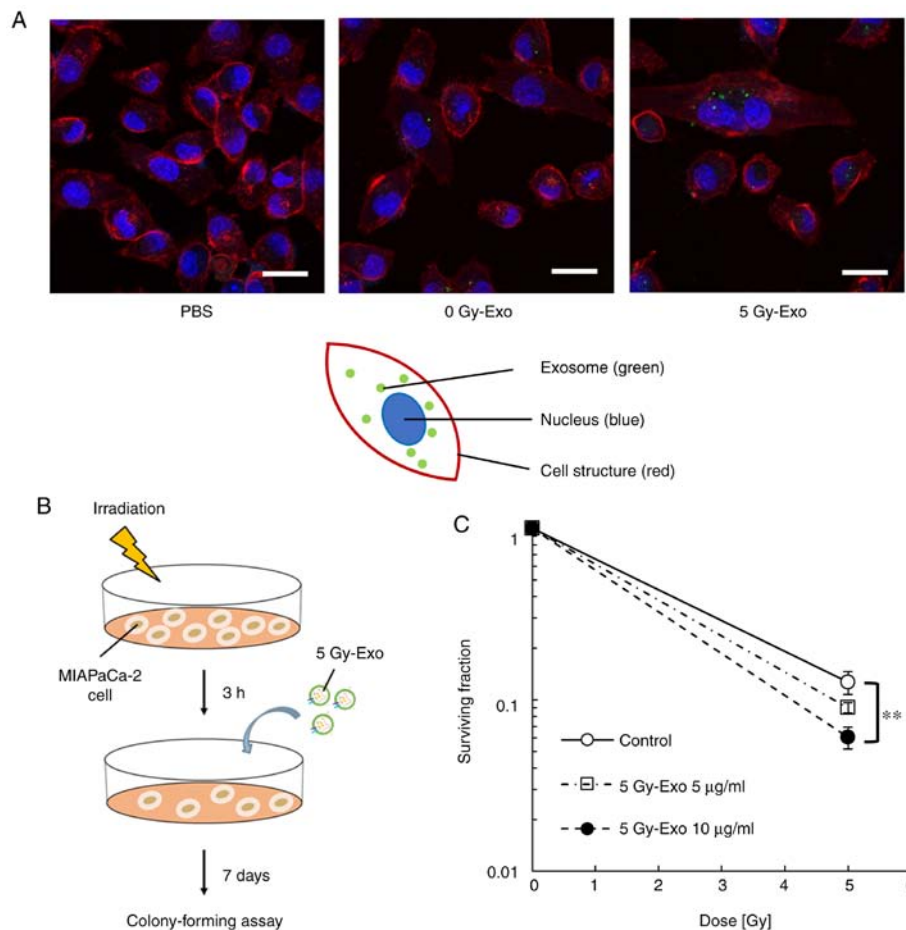 A
PBS
0 Gy-Exo
5 Gy-Exo
Exosome (green)
Nucleus (blue)
Cell structure (red)
B
Irradiation
MIAPaCa-2
cell
3 h
5 Gy-Exo
7 days
Colony-forming assay
C
Surviving fraction
1
0.1
0.01
Control
5 Gy-Exo 5 µg/ml
5 Gy-Exo 10 µg/ml
**
0 1 2 3 4 5
Dose [Gy]